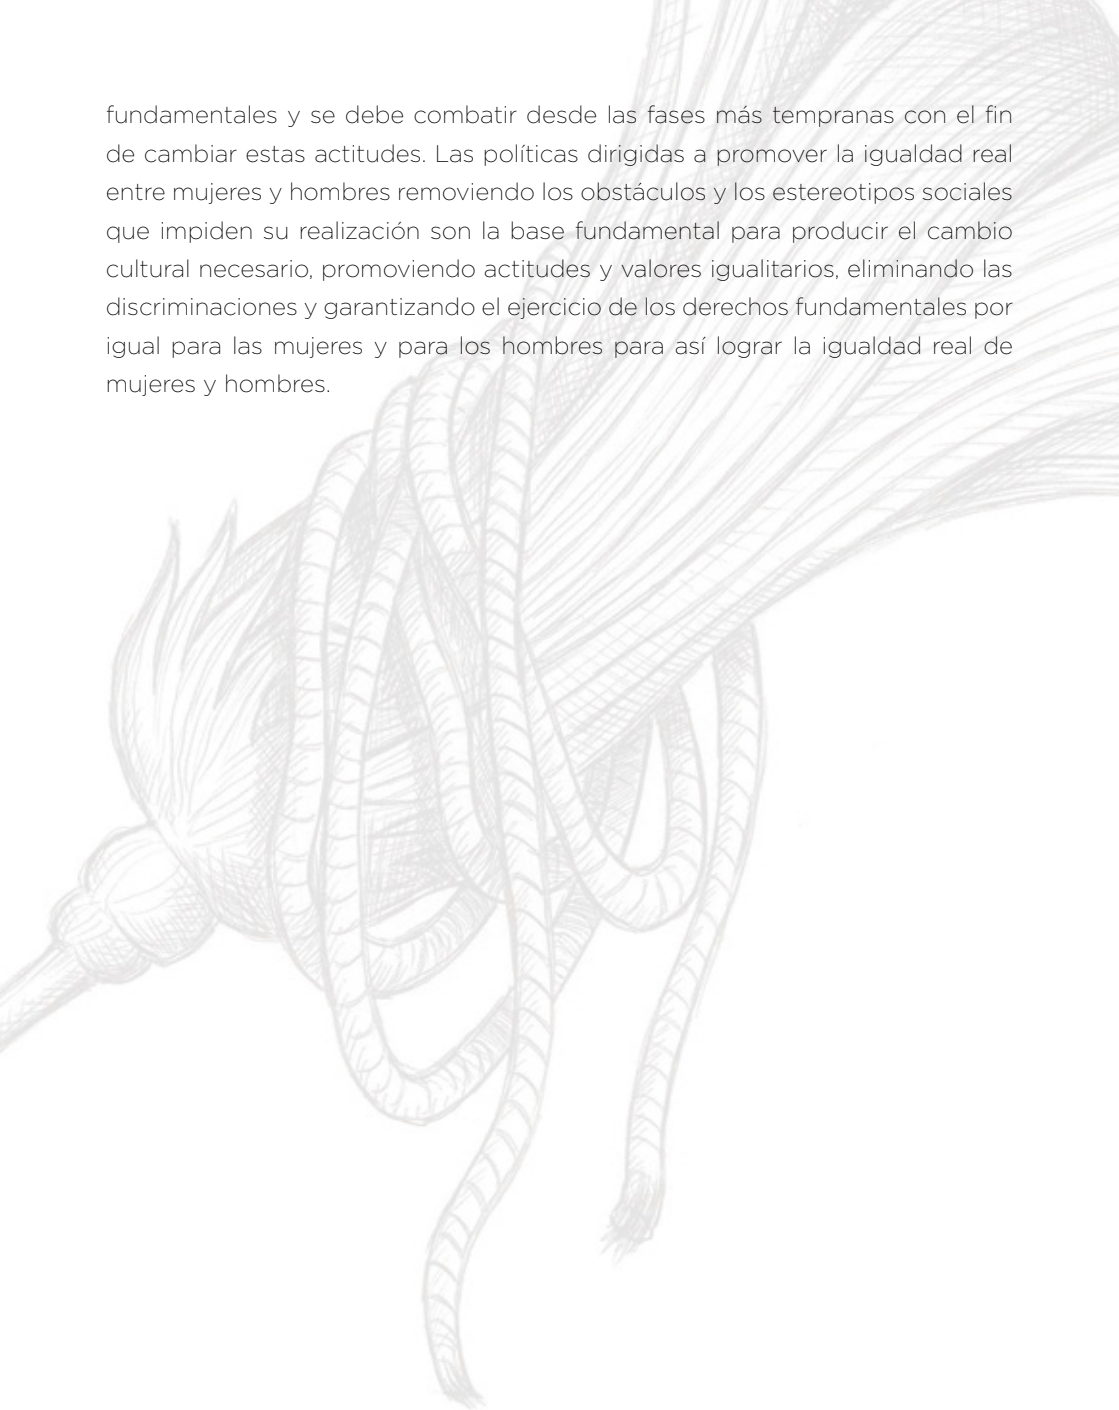 fundamentales y se debe combatir desde las fases más tempranas con el fin
de cambiar estas actitudes. Las políticas dirigidas a promover la igualdad real
entre mujeres y hombres removiendo los obstáculos y los estereotipos sociales
que impiden su realización son la base fundamental para producir el cambio
cultural necesario, promoviendo actitudes y valores igualitarios, eliminando las
discriminaciones y garantizando el ejercicio de los derechos fundamentales por
igual para las mujeres y para los hombres para así lograr la igualdad real de
mujeres y hombres.